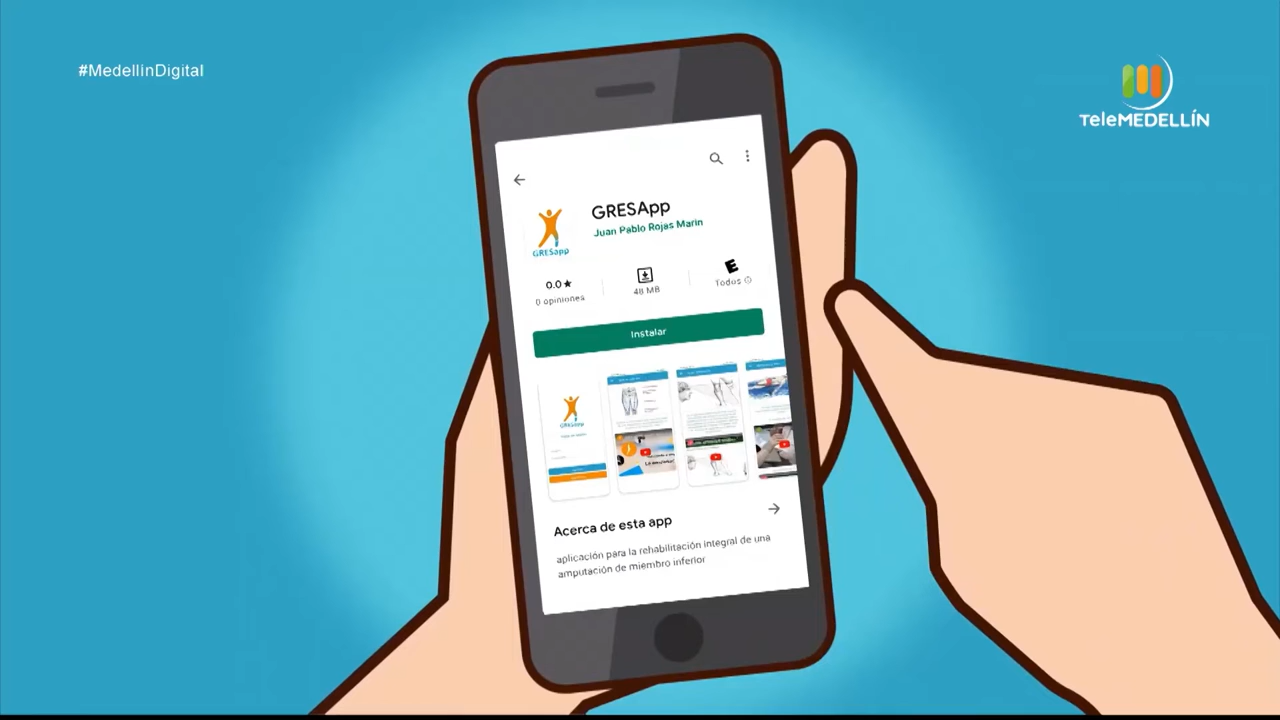 #MedellínDigital
TeleMEDELLÍN
GRESApp
Juan Pablo Rojas Marin
GRESapp
0.0★
0 opiniones
48 MB
E
Todos
Instalar
GRESapp
Acerca de esta app
aplicación para la rehabilitación integral de una
amputación de miembro inferior